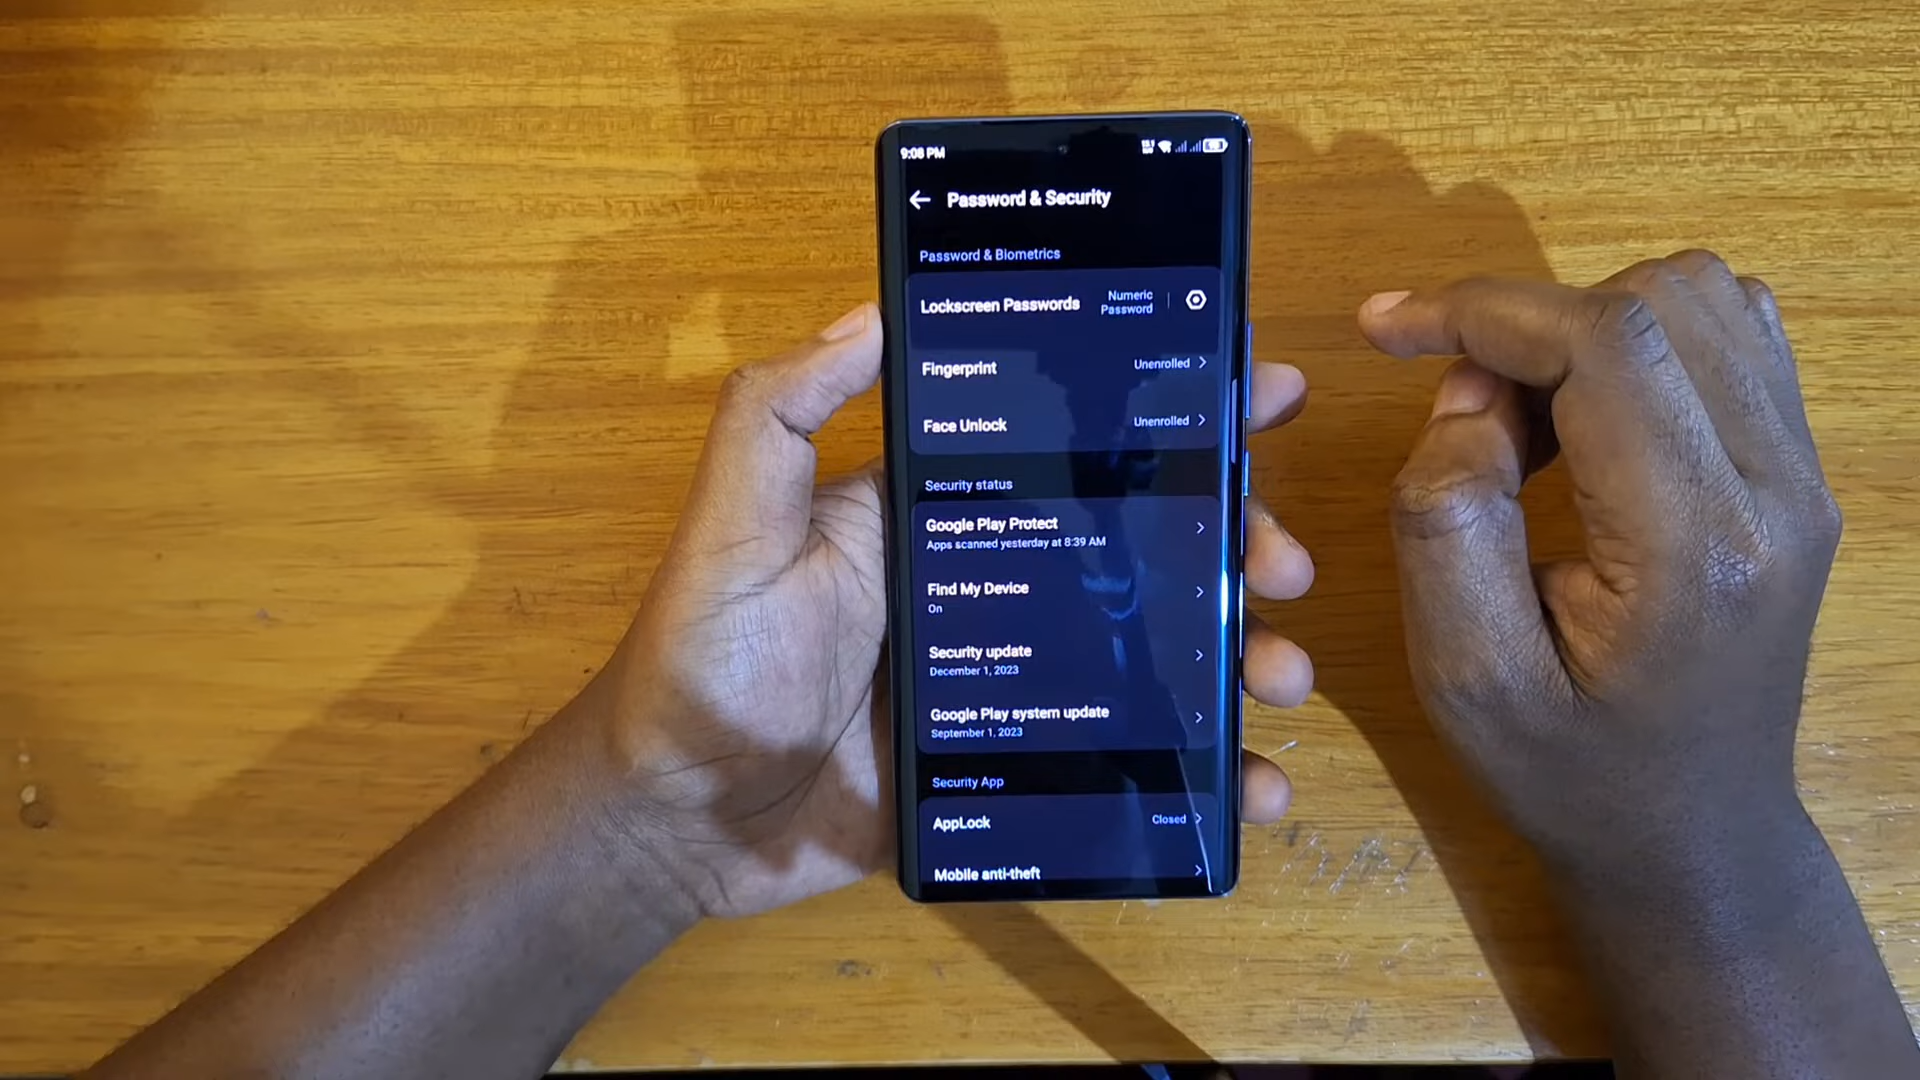 9:08 PM
Password & Security
Password & Biometrics
Lockscreen Passwords
Numeric
Password
Fingerprint
Unenrolled
Face Unlock
Unenrolled
Security status
Google Play Protect
Apps scanned yesterday at 8:39 AM
Find My Device
On
Security update
December 1, 2023
Google Play system update
September 1, 2023
Security App
AppLock
Closed
Mobile anti-theft